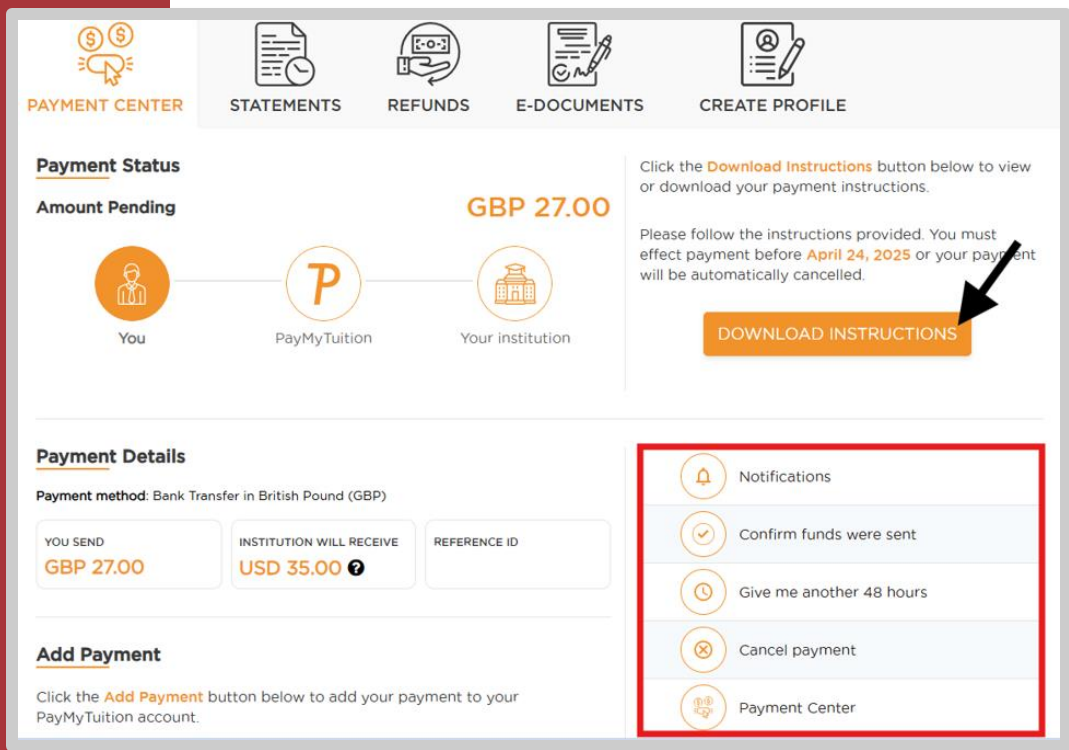 PAYMENT CENTER
STATEMENTS
REFUNDS
E-DOCUMENTS
CREATE PROFILE
Payment Status
Amount Pending
GBP 27.00
You
PayMyTuition
Your institution
Click the Download Instructions button below to view
or download your payment instructions.
Please follow the instructions provided. You must
effect payment before April 24, 2025 or your payment
will be automatically cancelled.
DOWNLOAD INSTRUCTIONS
Payment Details
Payment method: Bank Transfer in British Pound (GBP)
YOU SEND
GBP 27.00
INSTITUTION WILL RECEIVE
USD 35.00 ?
REFERENCE ID
Add Payment
Click the Add Payment button below to add your payment to your
PayMyTuition account.
Notifications
Confirm funds were sent
Give me another 48 hours
Cancel payment
Payment Center